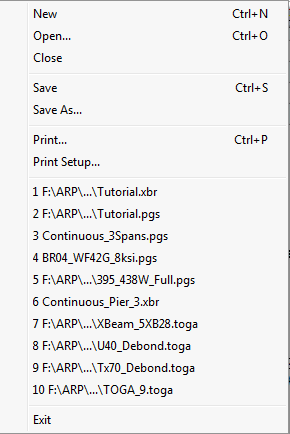 New Ctrl+N
Open... Ctrl+O
Close
Save Ctrl+S
Save As...
Print... Ctrl+P
Print Setup...
1 F:\ARP\...\Tutorial.xbr
2 F:\ARP\...\Tutorial.pgs
3 Continuous_3Spans.pgs
4 BR04_WF42G_8ksi.pgs
5 F:\ARP\...\395_438W_Full.pgs
6 Continuous_Pier_3.xbr
7 F:\ARP\...\XBeam_5XB28.toga
8 F:\ARP\...\U40_Debond.toga
9 F:\ARP\...\Tx70_Debond.toga
10 F:\ARP\...\TOGA_9.toga
Exit